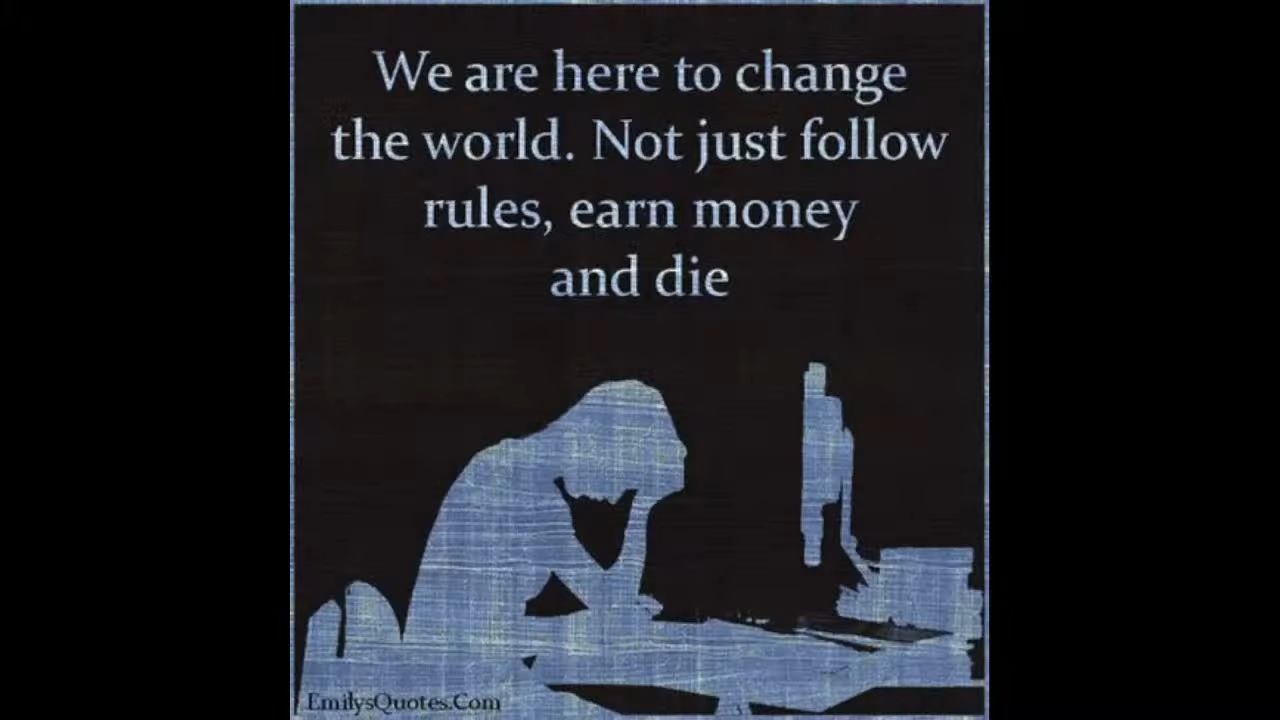 We are here to change
the world. Not just follow
rules, earn money
and die
EmilysQuotes.Com